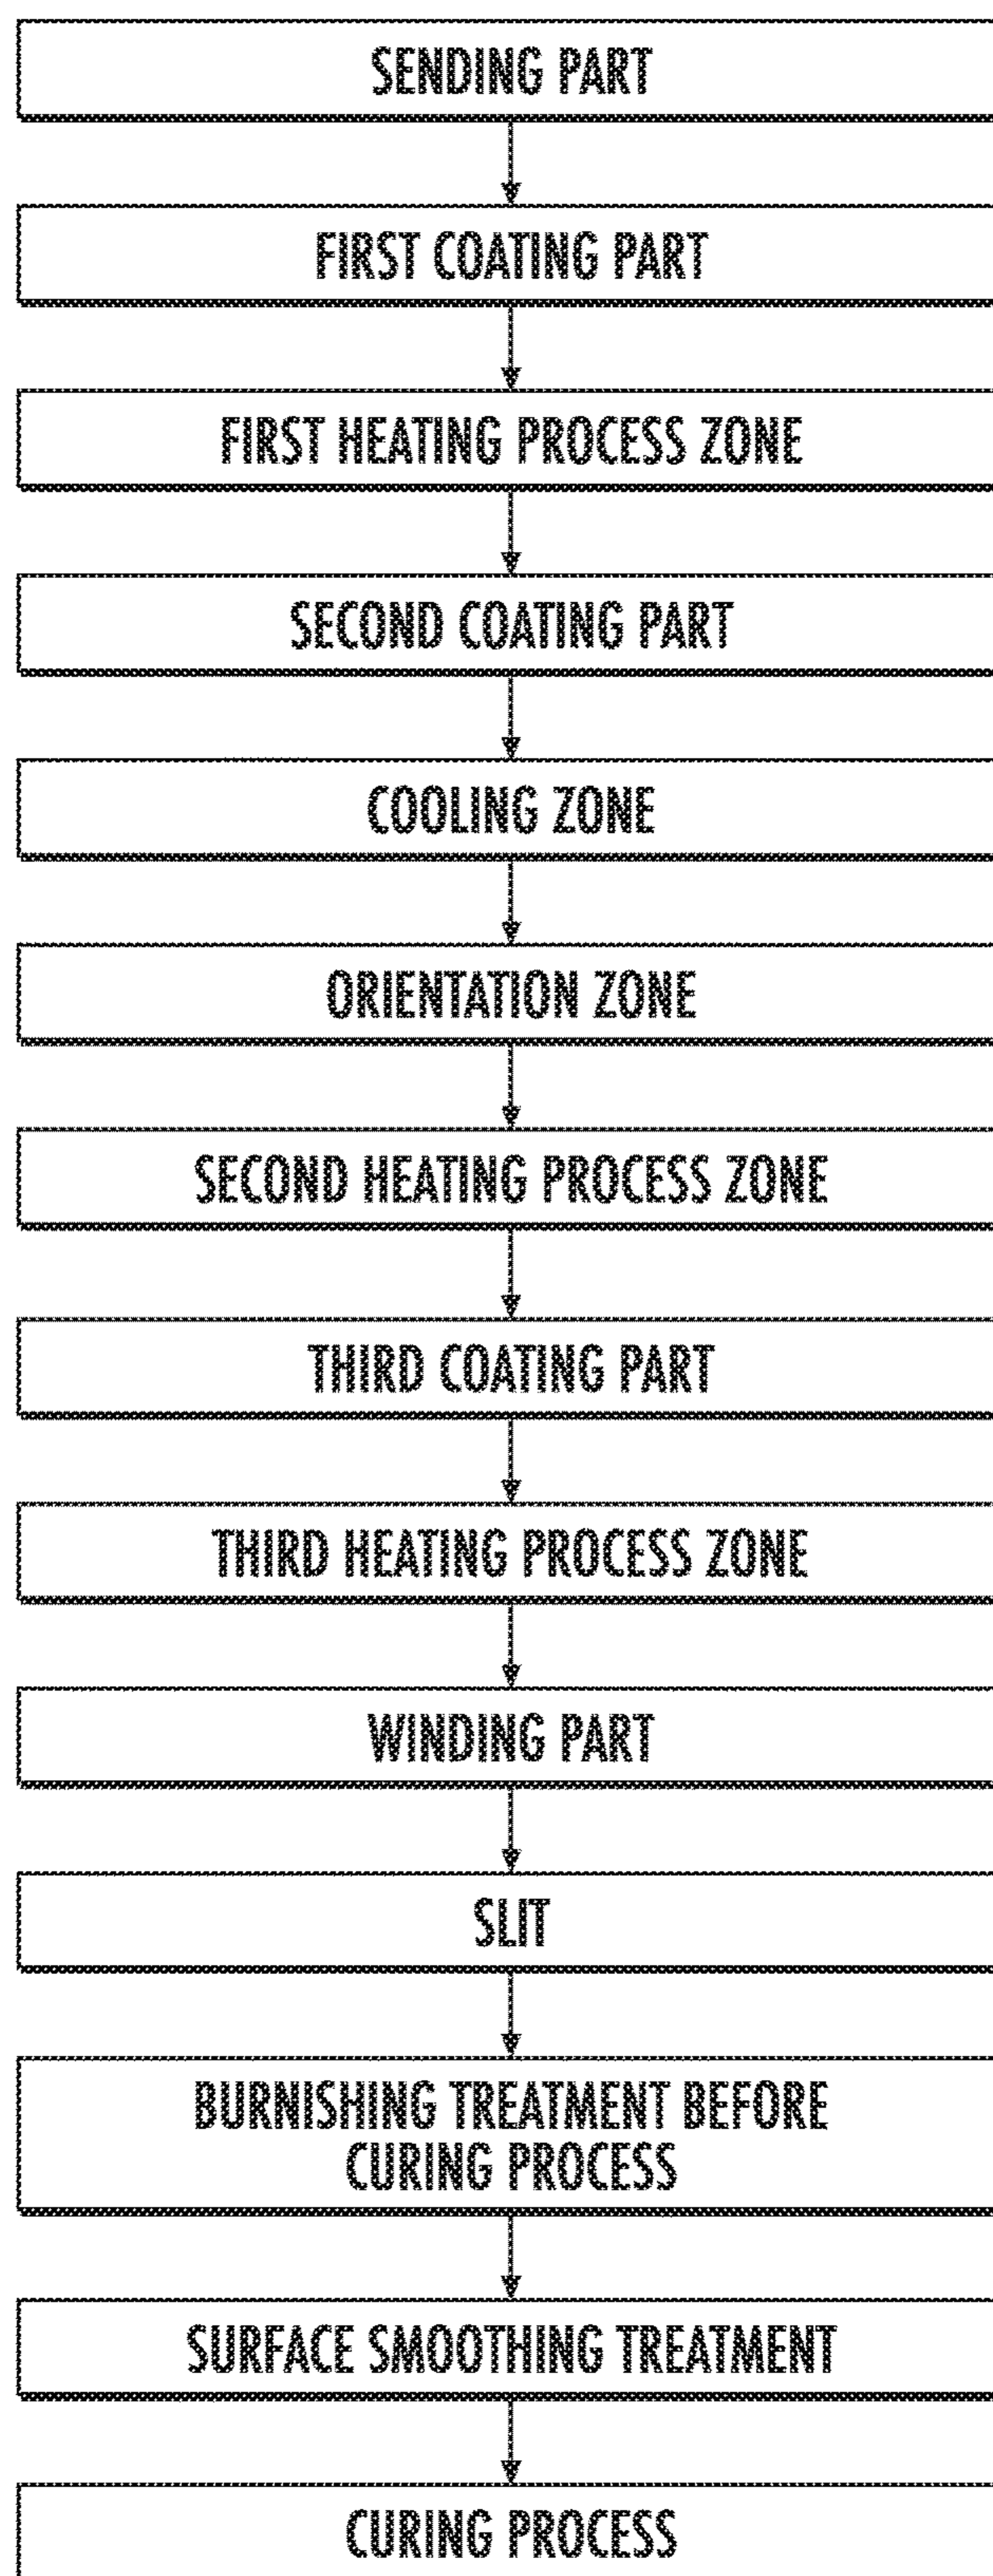 SENDING PART
FIRST COATING PART
FIRST HEATING PROCESS ZONE
SECOND COATING PART
COOLING ZONE
ORIENTATION ZONE
SECOND HEATING PROCESS ZONE
THIRD COATING PART
THIRD HEATING PROCESS ZONE
WINDING PART
SLIT
BURNISHING TREATMENT BEFORE
CURING PROCESS
SURFACE SMOOTHING TREATMENT
CURING PROCESS